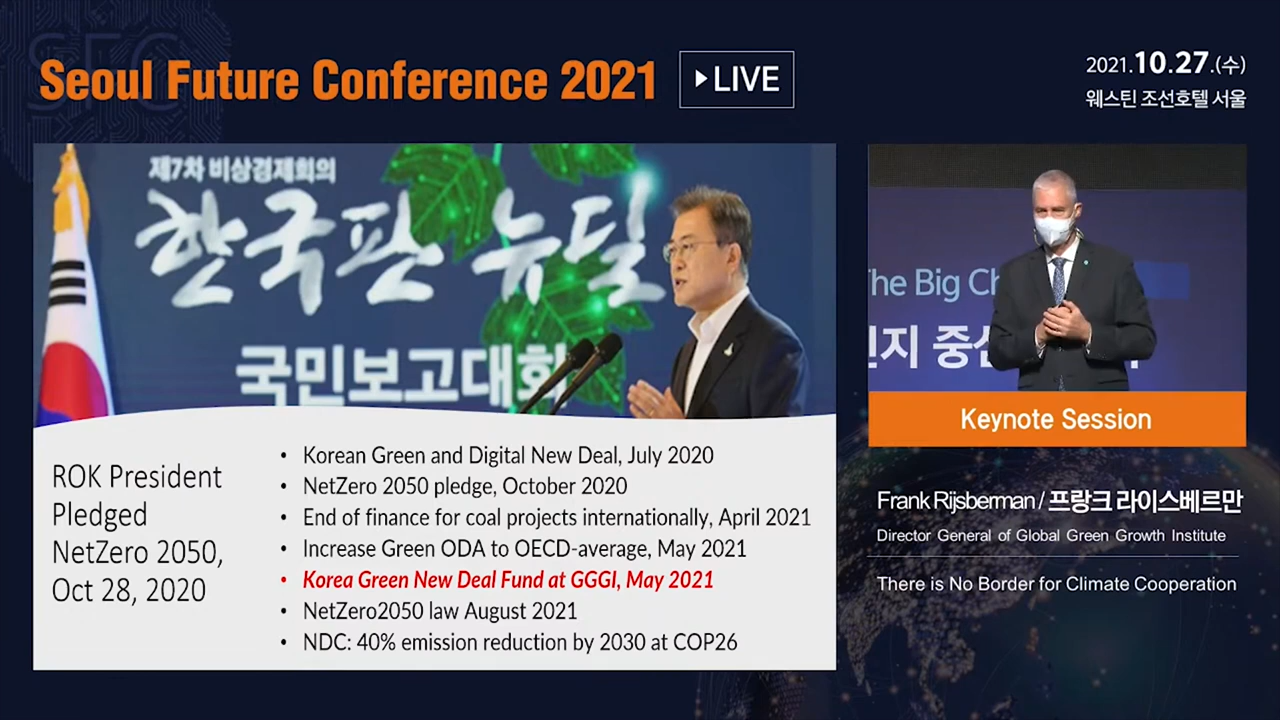 Seoul Future Conference 2021
LIVE
2021.10.27.(수)
웨스틴 조선호텔 서울
제7차 비상경제회의
한국판 뉴딜
국민보고대회
ROK President
Pledged
NetZero 2050,
Oct 28, 2020
• Korean Green and Digital New Deal, July 2020
• NetZero 2050 pledge, October 2020
• End of finance for coal projects internationally, April 2021
• Increase Green ODA to OECD-average, May 2021
• Korea Green New Deal Fund at GGGI, May 2021
• NetZero2050 law August 2021
• NDC: 40% emission reduction by 2030 at COP26
The Big Ch
지 중
Keynote Session
Frank Rijsberman / 프랑크 라이스베르만
Director General of Global Green Growth Institute
There is No Border for Climate Cooperation
SFC